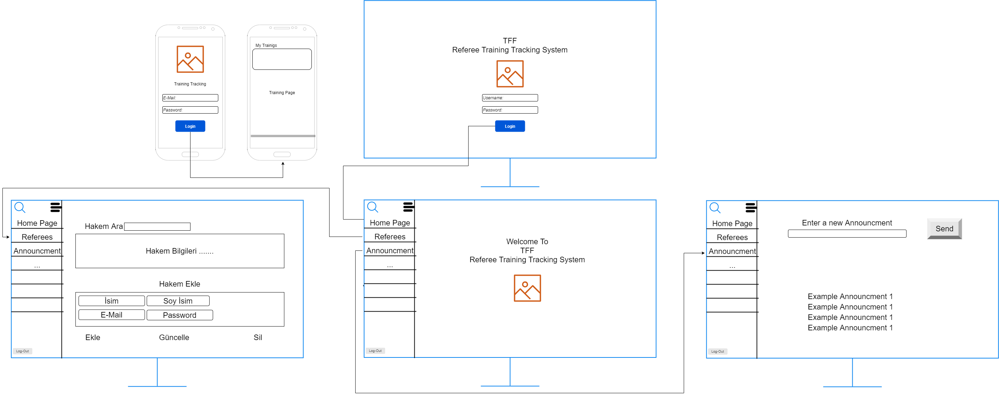 Training Tracking
E-Mail:
Password:
Login
My Trainigs
Training Page
TFF
Referee Training Tracking System
Username:
Password:
Login
Home Page
Referees
Announcment
...
Log-Out
Hakem Ara
Hakem Bilgileri .......
Hakem Ekle
İsim
Soy İsim
E-Mail
Password
Ekle
Güncelle
Sil
Home Page
Referees
Announcment
...
Log-Out
Welcome To
TFF
Referee Training Tracking System
Home Page
Referees
Announcment
...
Log-Out
Enter a new Announcment
Send
Example Announcment 1
Example Announcment 1
Example Announcment 1
Example Announcment 1